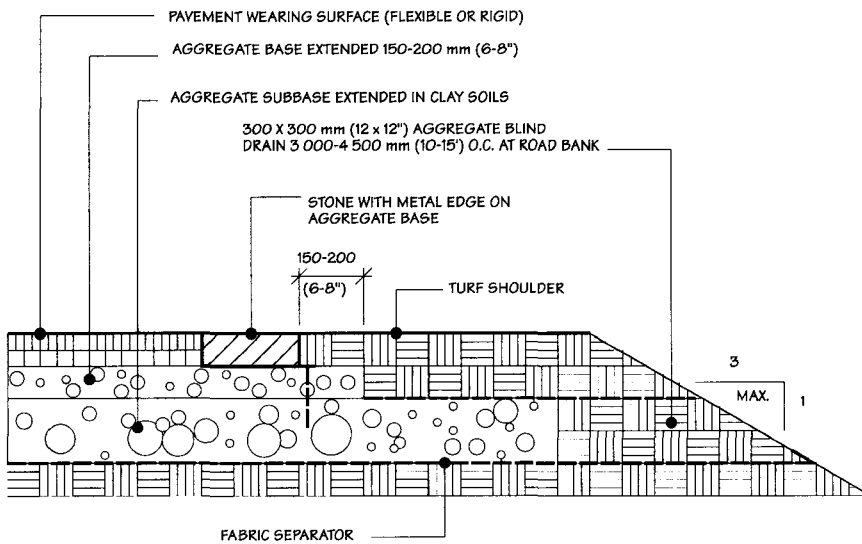 PAVEMENT WEARING SURFACE (FLEXIBLE OR RIGID)
AGGREGATE BASE EXTENDED 150-200 mm (6-8")
AGGREGATE SUBBASE EXTENDED IN CLAY SOILS
300 X 300 mm (12 x 12") AGGREGATE BLIND
DRAIN 3 000-4 500 mm (10-15') O.C. AT ROAD BANK
STONE WITH METAL EDGE ON
AGGREGATE BASE
150-200
(6-8")
TURF SHOULDER
3
MAX.
1
FABRIC SEPARATOR